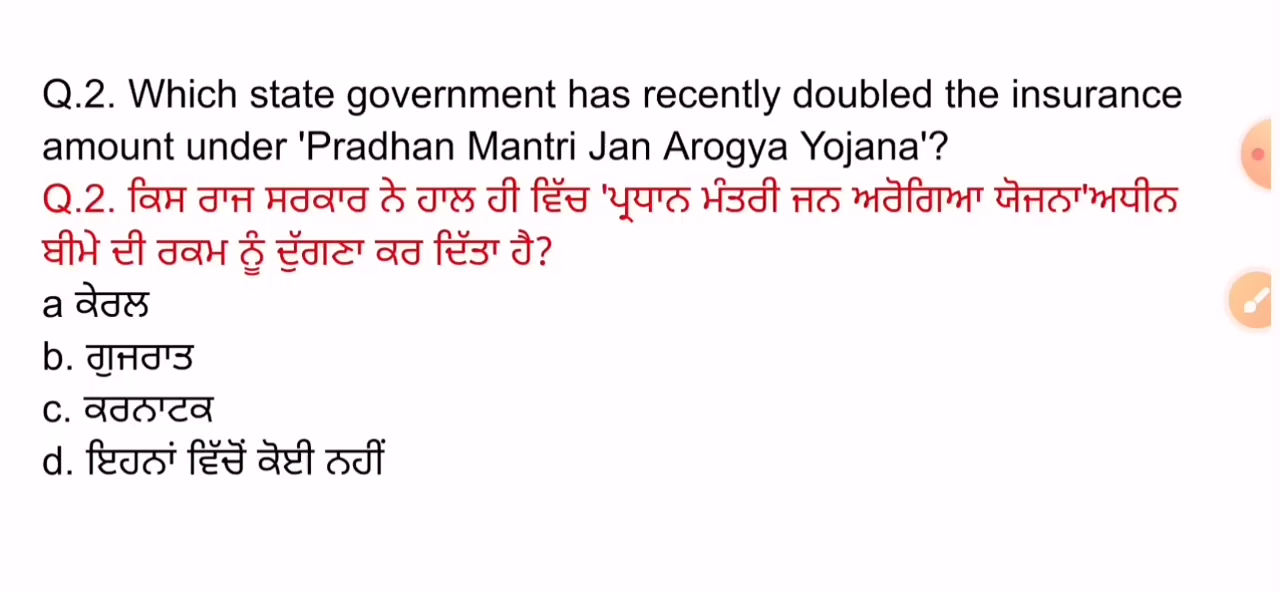 Q.2. Which state government has recently doubled the insurance
amount under 'Pradhan Mantri Jan Arogya Yojana'?
Q.2. ਕਿਸ ਰਾਜ ਸਰਕਾਰ ਨੇ ਹਾਲ ਹੀ ਵਿੱਚ 'ਪ੍ਰਧਾਨ ਮੰਤਰੀ ਜਨ ਅਰੋਗਿਆ ਯੋਜਨਾ'ਅਧੀਨ
ਬੀਮੇ ਦੀ ਰਕਮ ਨੂੰ ਦੁੱਗਣਾ ਕਰ ਦਿੱਤਾ ਹੈ?
a ਕੇਰਲ
b. ਗੁਜਰਾਤ
c. ਕਰਨਾਟਕ
d. ਇਹਨਾਂ ਵਿੱਚੋਂ ਕੋਈ ਨਹੀਂ